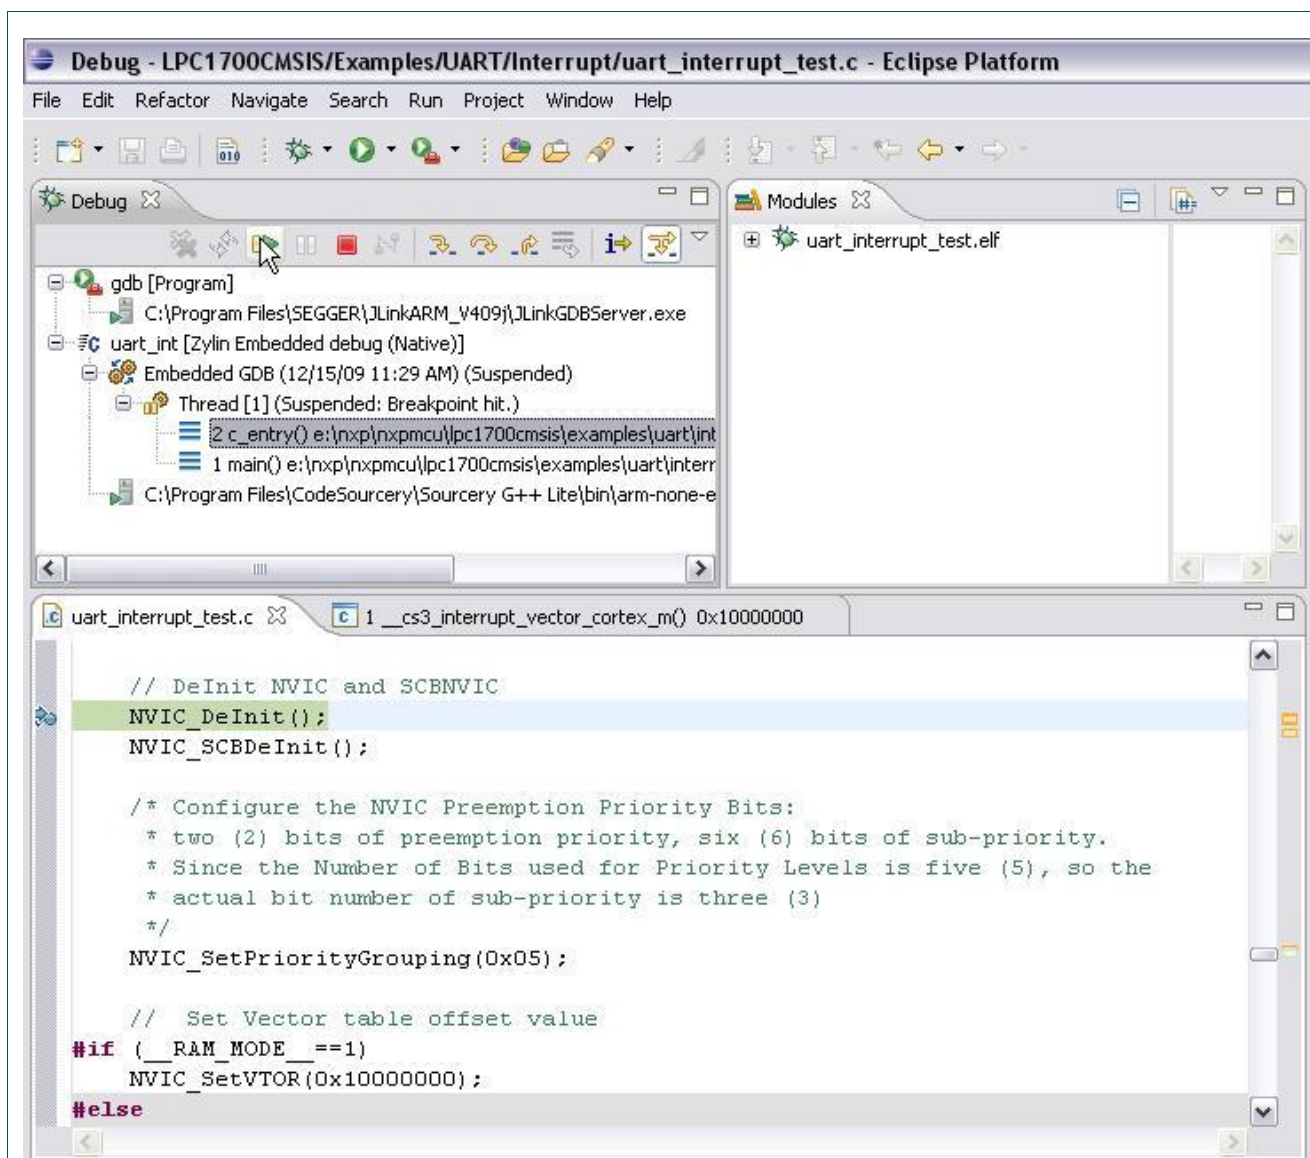 Debug - LPC1700CMSIS/Examples/UART/Interrupt/uart_interrupt_test.c - Eclipse Platform
File Edit Refactor Navigate Search Run Project Window Help
010
Debug
Modules
i
uart_interrupt_test.elf
gdb [Program]
C:\Program Files\SEGGER\JLinkARM_V409j\JLinkGDBServer.exe
uart_int [Zylin Embedded debug (Native)]
Embedded GDB (12/15/09 11:29 AM) (Suspended)
Thread [1] (Suspended: Breakpoint hit.)
2 c_entry() e:\nxp\nxpmcu\lpc1700cmsis\examples\uart\int
1 main() e:\nxp\nxpmcu\lpc1700cmsis\examples\uart\interr
C:\Program Files\CodeSourcery\Sourcery G++ Lite\bin\arm-none-e
uart_interrupt_test.c
1 __cs3_interrupt_vector_cortex_m() 0x10000000
// DeInit NVIC and SCBNVIC
NVIC_DeInit();
NVIC_SCBDeInit();
/* Configure the NVIC Preemption Priority Bits:
* two (2) bits of preemption priority, six (6) bits of sub-priority.
* Since the Number of Bits used for Priority Levels is five (5), so the
* actual bit number of sub-priority is three (3)
*/
NVIC_SetPriorityGrouping(0x05);
// Set Vector table offset value
#if (__RAM_MODE__==1)
NVIC_SetVTOR(0x10000000);
#else